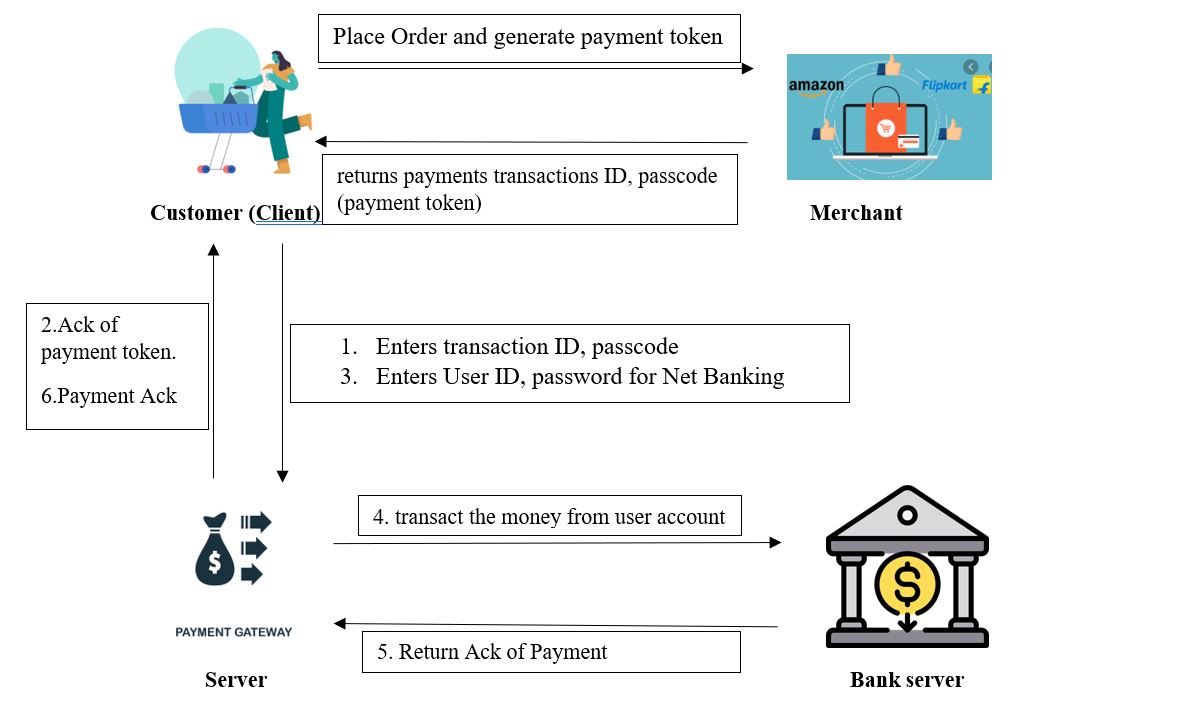 Place Order and generate payment token
amazon
Flipkart
returns payments transactions ID, passcode
(payment token)
Customer (Client)
Merchant
2.Ack of
payment token.
6.Payment Ack
1. Enters transaction ID, passcode
3. Enters User ID, password for Net Banking
4. transact the money from user account
$
$
PAYMENT GATEWAY
5. Return Ack of Payment
Server
Bank server